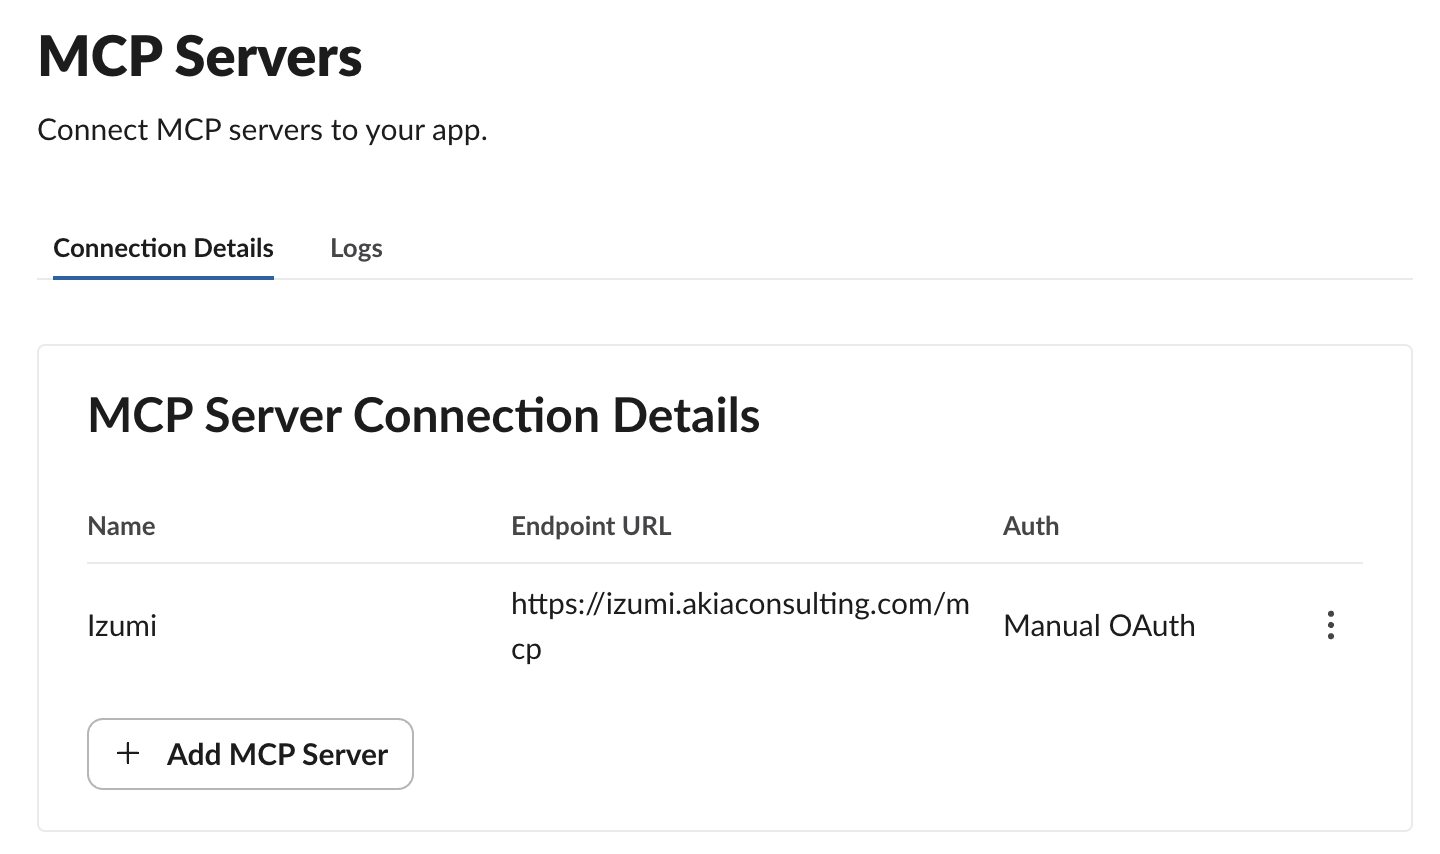 MCP Servers
Connect MCP servers to your app.
Connection Details
Logs
MCP Server Connection Details
Name
Endpoint URL
Auth
Izumi
https://izumi.akiaconsulting.com/m
cp
Manual OAuth
+ Add MCP Server